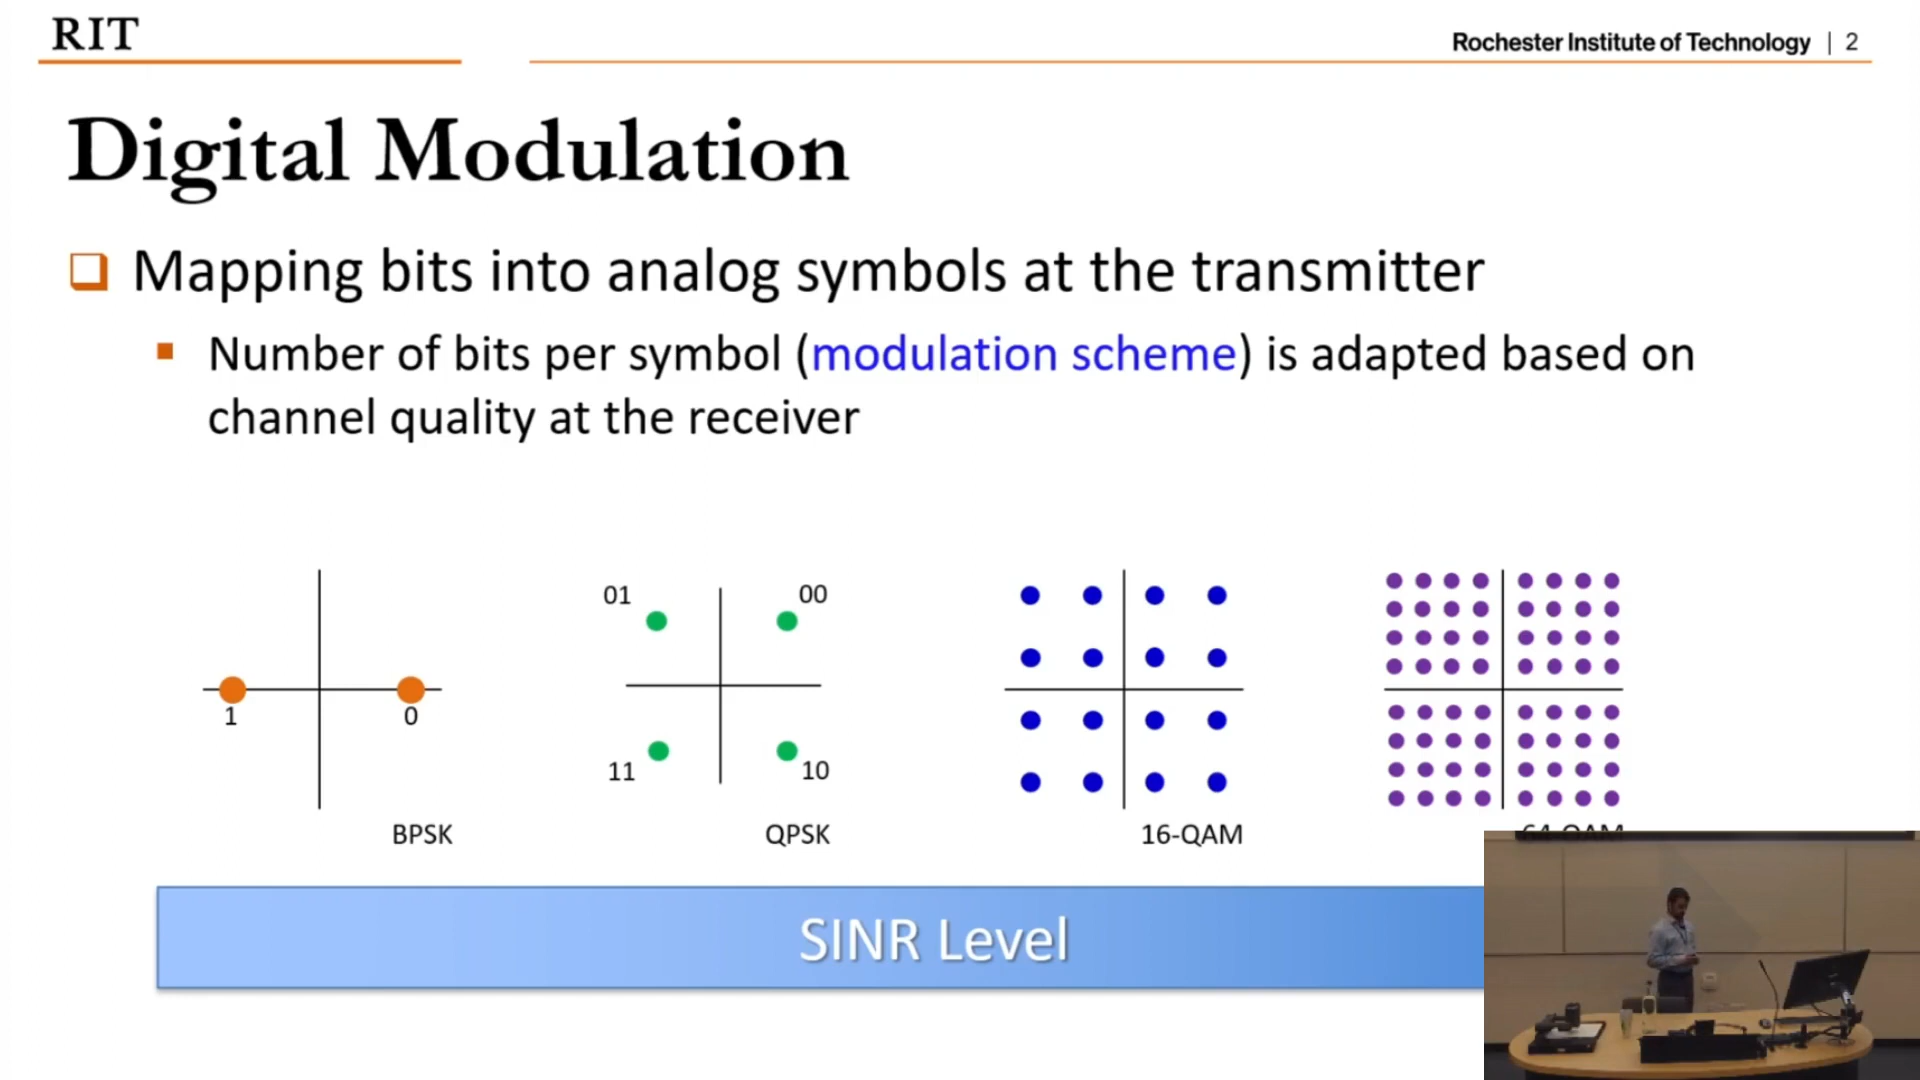 RIT
Rochester Institute of Technology | 2
Digital Modulation
Mapping bits into analog symbols at the transmitter
Number of bits per symbol (modulation scheme) is adapted based on
channel quality at the receiver
01 00
1 0
11 10
BPSK QPSK 16-QAM 64-QAM
SINR Level